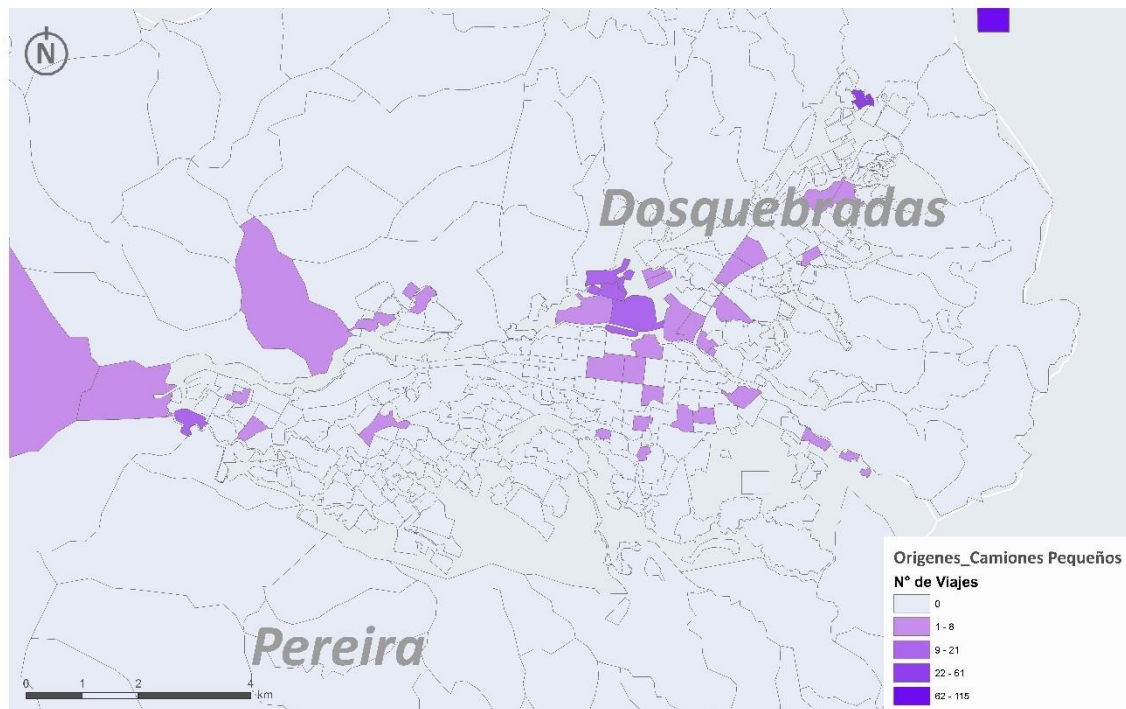 N
Dosquebradas
Pereira
0 1 2 4
km
Origenes_Camiones Pequeños
N° de Viajes
0
1 - 8
9 - 21
22 - 61
62 - 115